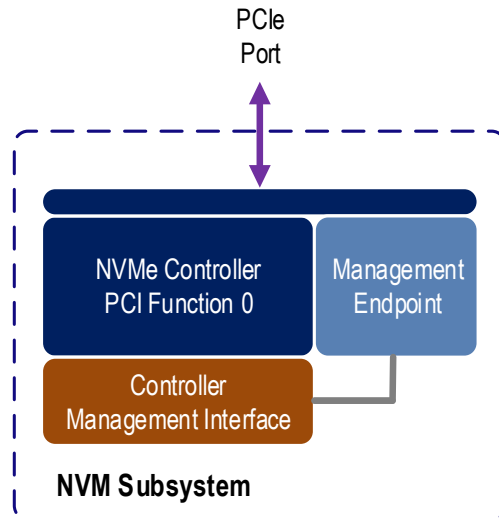 PCIe
Port
NVMe Controller
PCI Function 0
Management
Endpoint
Controller
Management Interface
NVM Subsystem